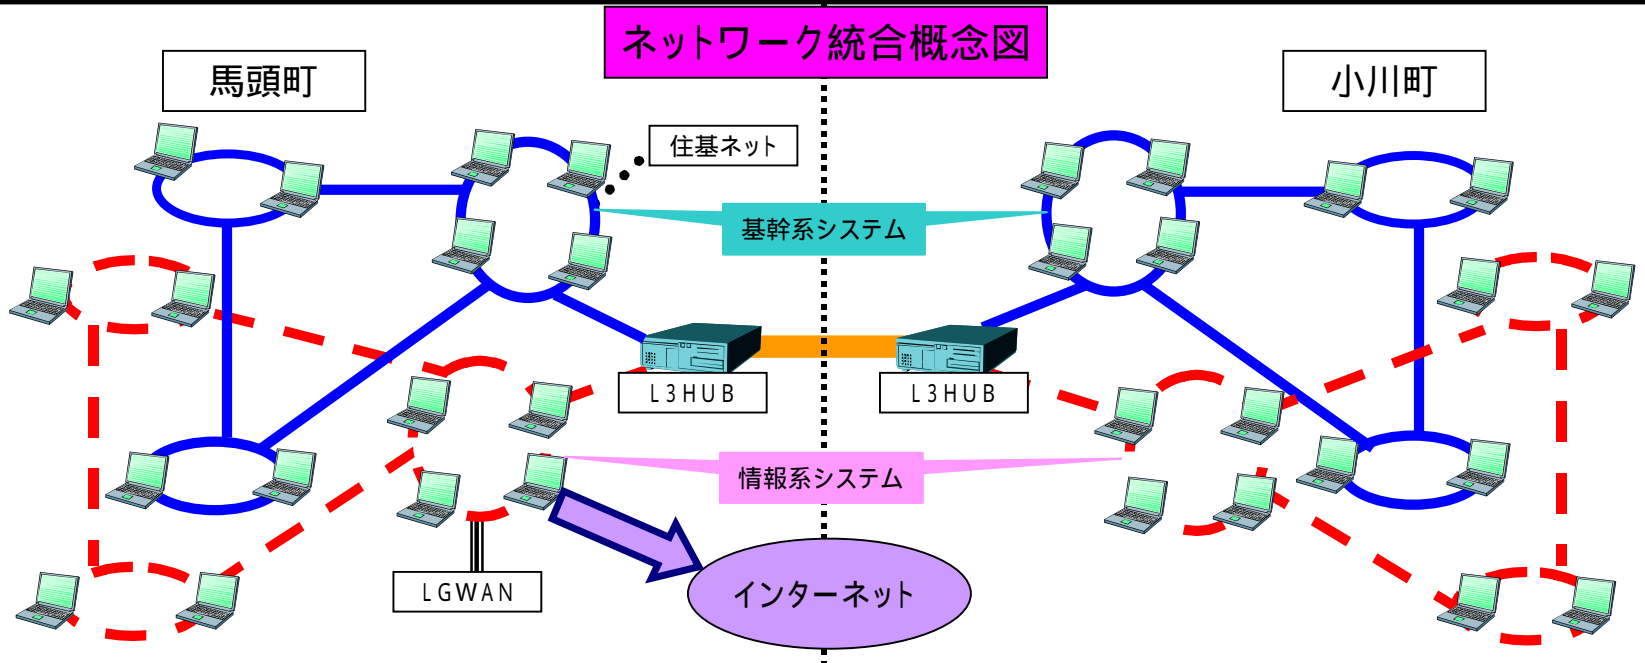 ネットワーク統合概念図
馬頭町
小川町
住基ネット
基幹系システム
L3HUB
L3HUB
情報系システム
LGWAN
インターネット